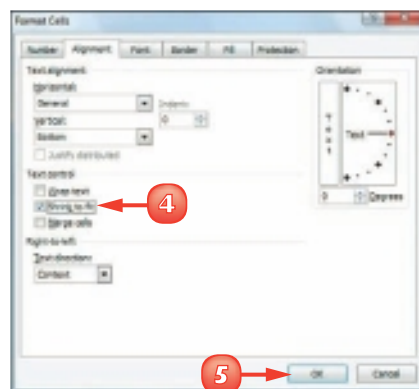 Format Cells
Number Alignment Font Border Fill Protection
Text alignment Orientation
Horizontal:
General Indent:
Vertical: 0
Bottom
Justify distributed
T
e
x
t
Text
Text control
Wrap text
Shrink to fit 4
Merge cells
0 Degrees
Right-to-left
Text direction:
Context
5 OK Cancel